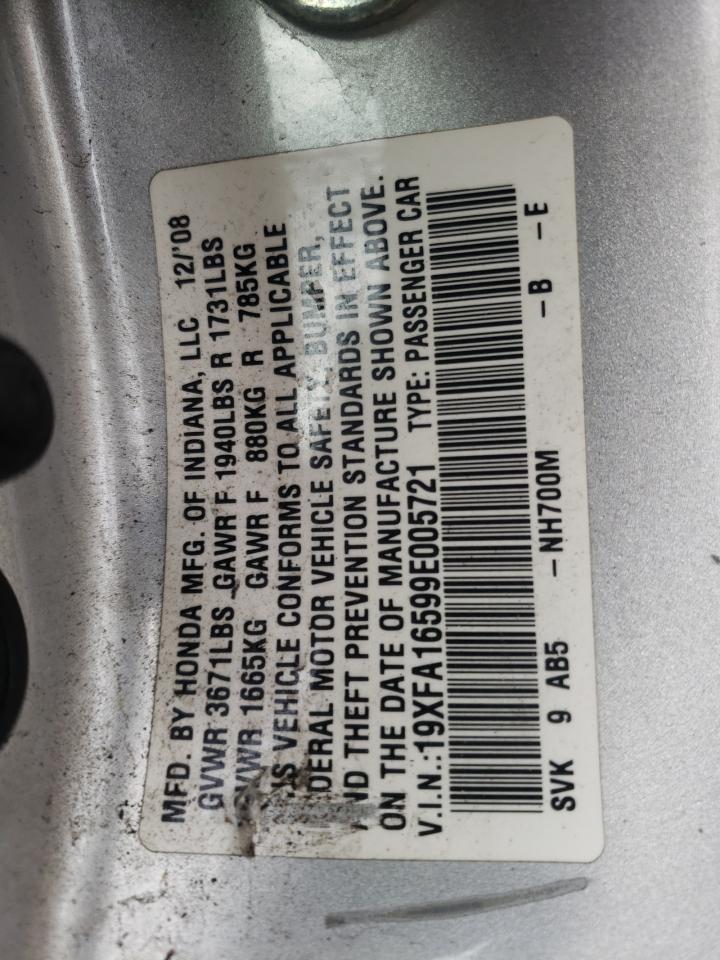 MFD. BY HONDA MFG. OF INDIANA, LLC 12/'08
GVWR 3671LBS GAWR F 1940LBS R 1731LBS
GVWR 1665KG GAWR F 880KG R 785KG
THIS VEHICLE CONFORMS TO ALL APPLICABLE
FEDERAL MOTOR VEHICLE SAFETY, BUMPER,
AND THEFT PREVENTION STANDARDS IN EFFECT
ON THE DATE OF MANUFACTURE SHOWN ABOVE.
V.I.N.:19XFA16599E005721 TYPE: PASSENGER CAR
SVK 9 AB5 -NH700M -B -E